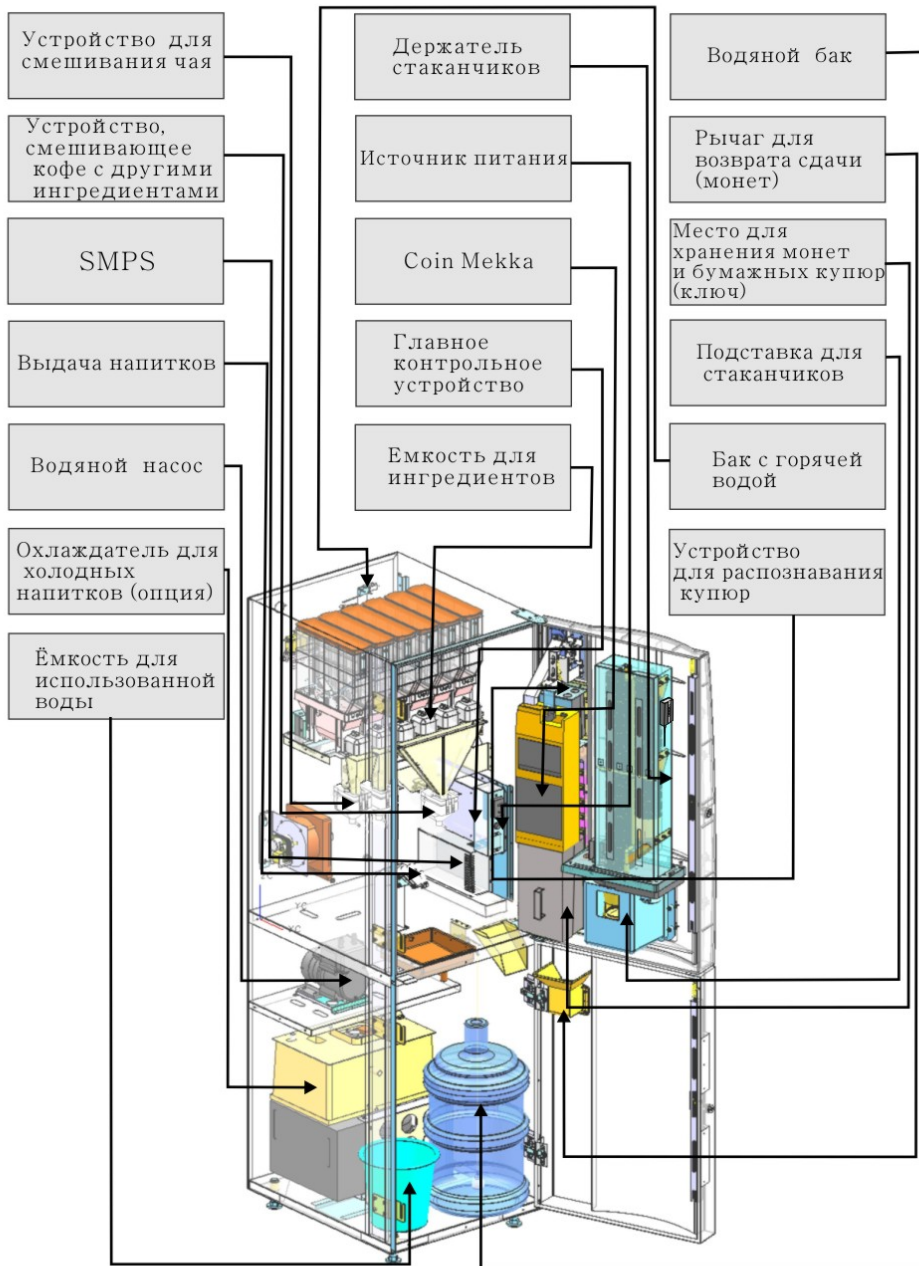 Устройство для
смешивания чая
Устройство,
смешивающее
кофе с другими
ингредиентами
SMPS
Выдача напитков
Водяной насос
Охлаждатель для
холодных
напитков (опция)
Ёмкость для
использованной
воды
Держатель
стаканчиков
Источник питания
Coin Mekka
Главное
контрольное
устройство
Емкость для
ингредиентов
Водяной бак
Рычаг для
возврата сдачи
(монет)
Место для
хранения монет
и бумажных купюр
(ключ)
Подставка для
стаканчиков
Бак с горячей
водой
Устройство
для распознавания
купюр